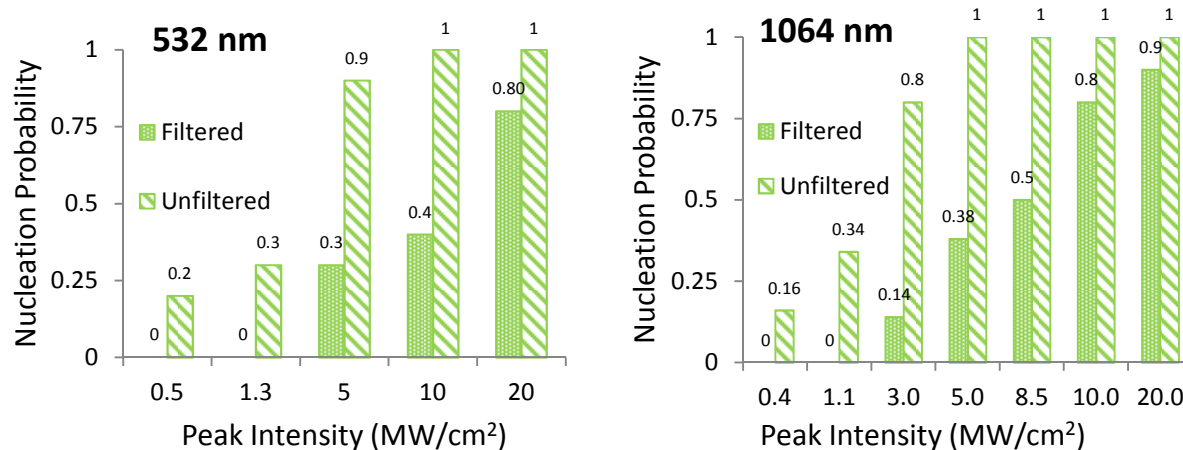 532 nm
Nucleation Probability
1
0.75
0.5
0.25
0
Filtered
Unfiltered
0
0.2
0
0.3
0.3
0.9
0.4
1
0.80
1
0.5 1.3 5 10 20
Peak Intensity (MW/cm²)
1064 nm
Nucleation Probability
1
0.75
0.5
0.25
0
Filtered
Unfiltered
0
0.16
0
0.34
0.14
0.8
0.38
1
0.5
1
0.8
1
0.9
1
0.4 1.1 3.0 5.0 8.5 10.0 20.0
Peak Intensity (MW/cm²)